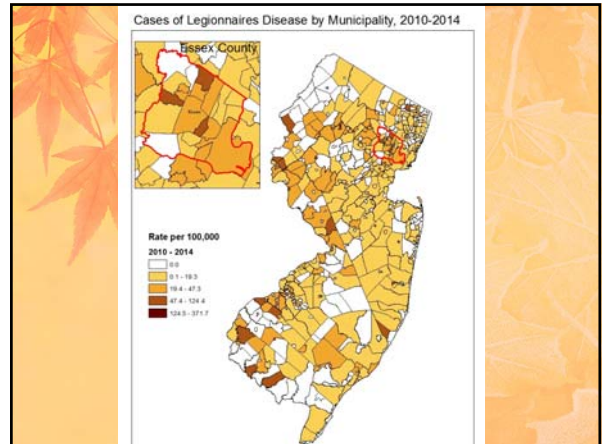 Cases of Legionnaires Disease by Municipality, 2010-2014
Essex County
Rate per 100,000
2010 - 2014
0.0
0.1 - 19.3
19.4 - 47.3
47.4 - 124.4
124.5 - 371.7